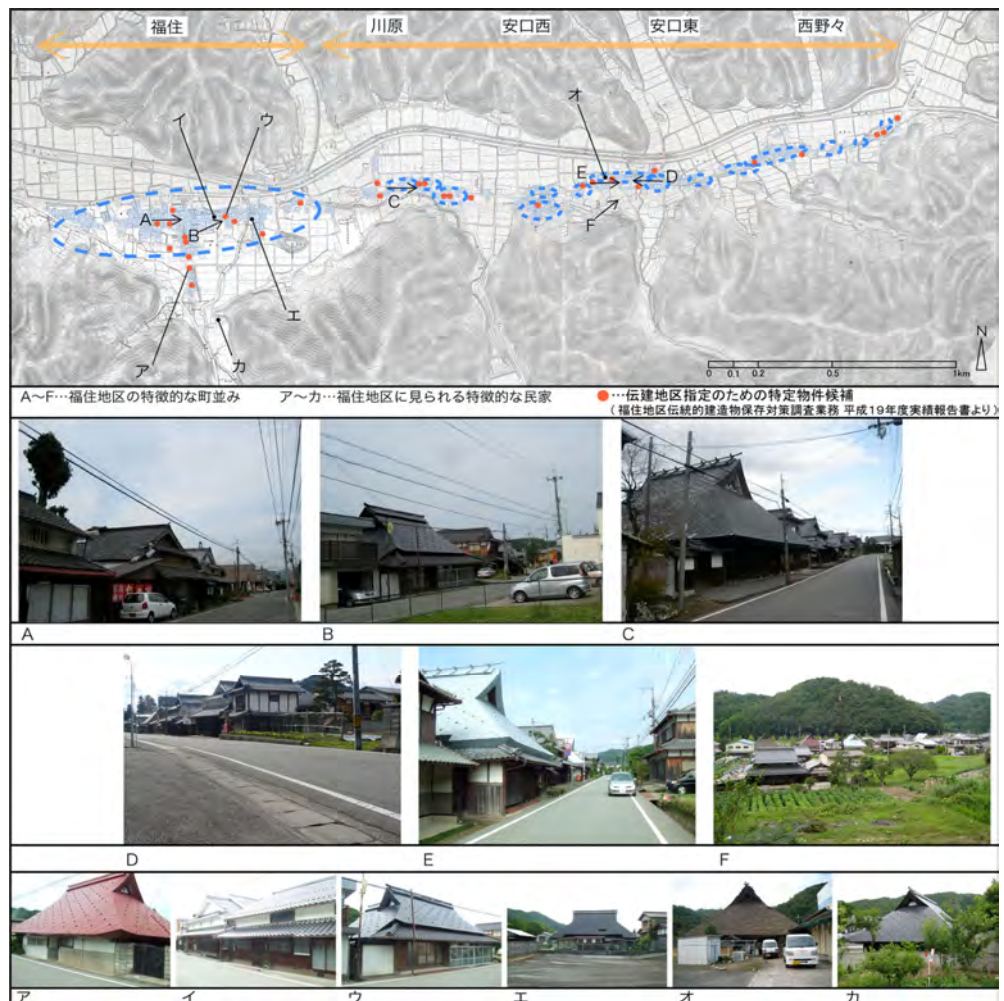 福住 川原 安口西 安口東 西野々
イ ウ オ
E D
C
A
B F
エ
ア カ
N
0 0.1 0.2 0.5 1km
A～F…福住地区の特徴的な町並み ア～カ…福住地区に見られる特徴的な民家 ●…伝建地区指定のための特定物件候補
(福住地区伝統的建造物保存対策調査業務 平成19年度実績報告書より)
A B C
D E F
ア イ ウ エ オ カ